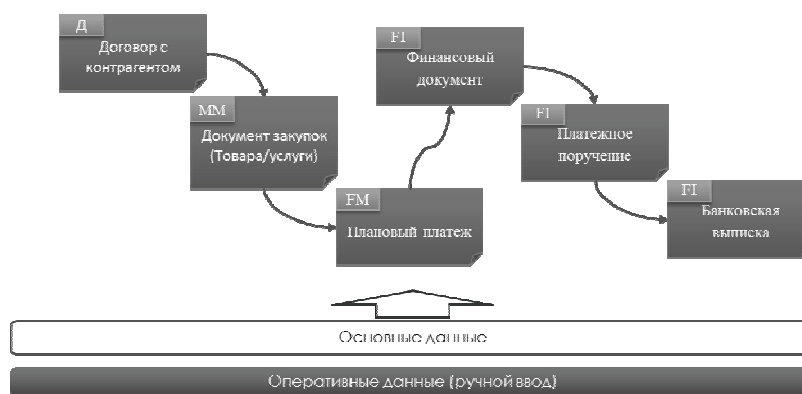 Д
Договор с
контрагентом
MM
Документ закупок
(Товара/услуги)
FM
Плановый платеж
FI
Финансовый
документ
FI
Платежное
поручение
FI
Банковская
выписка
Основные данные
Оперативные данные (ручной ввод)